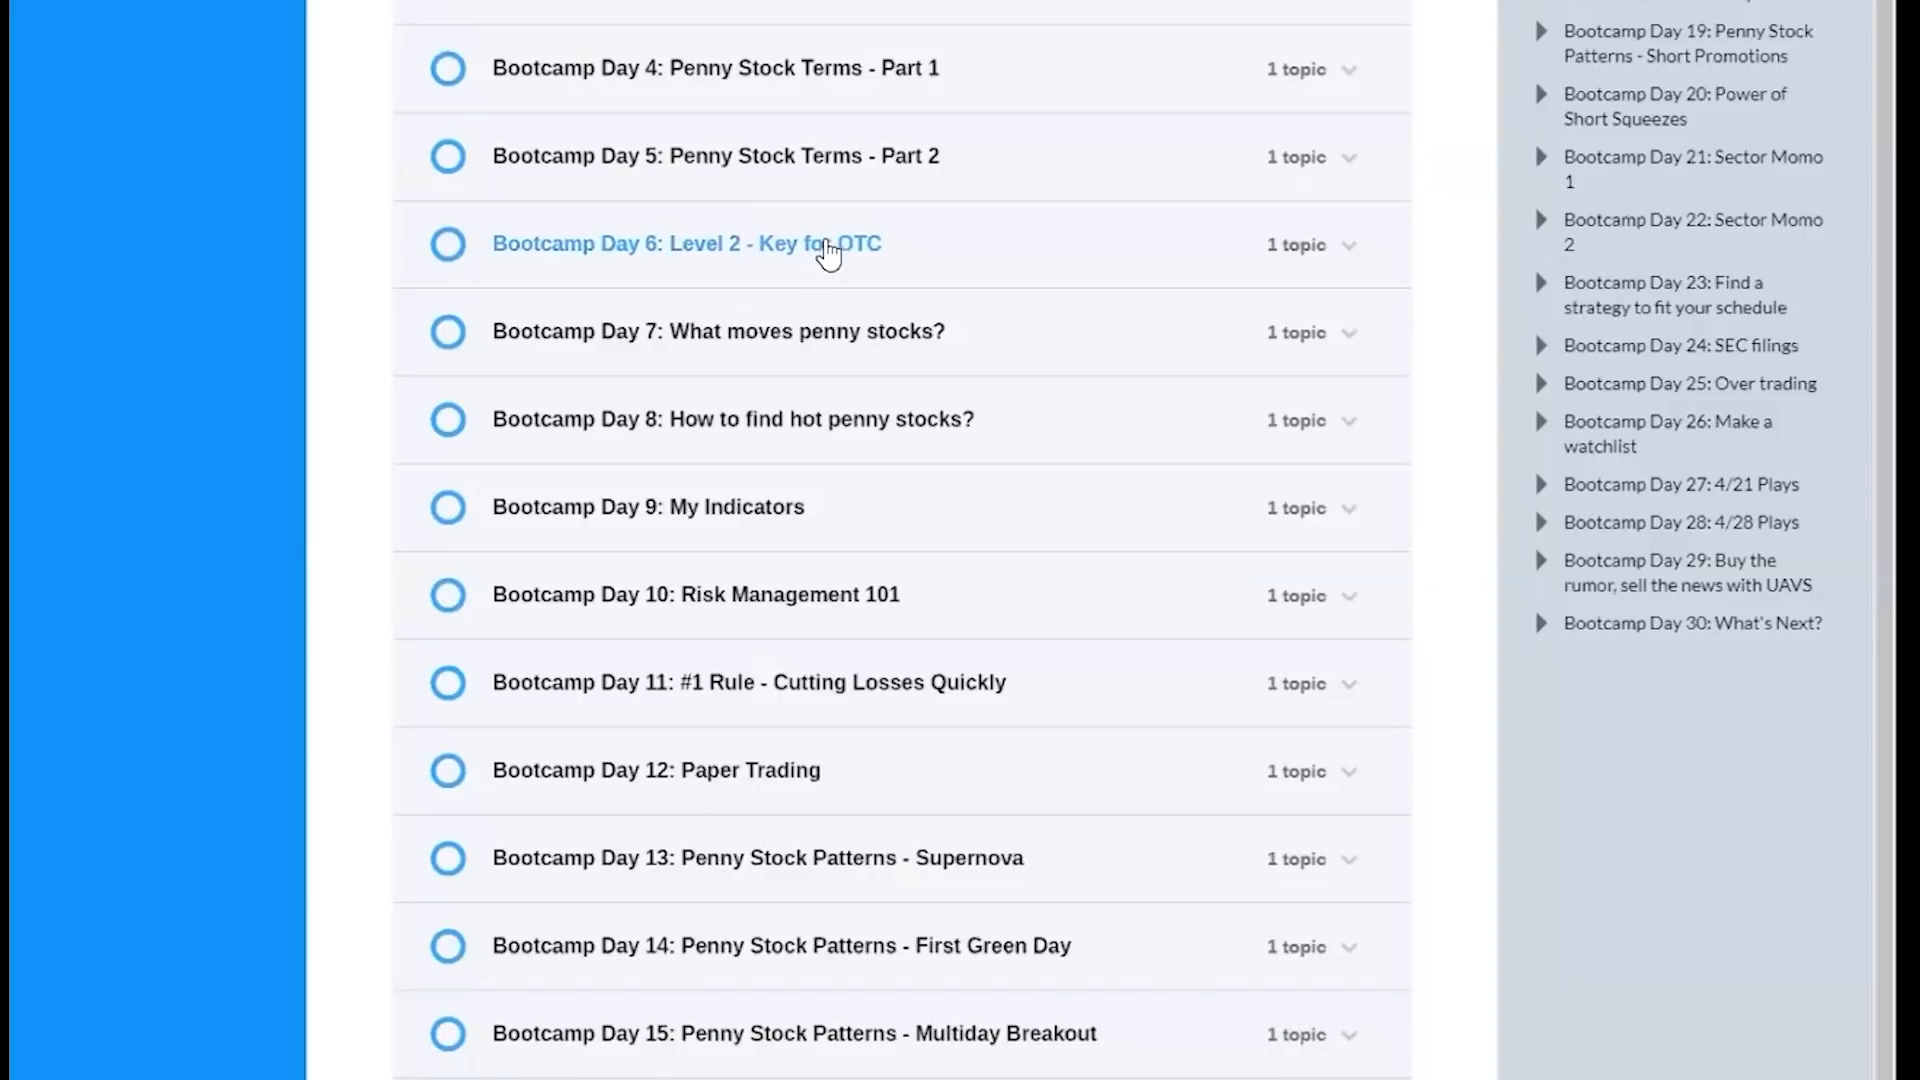 Bootcamp Day 4: Penny Stock Terms - Part 1
1 topic
Bootcamp Day 5: Penny Stock Terms - Part 2
1 topic
Bootcamp Day 6: Level 2 - Key for OTC
1 topic
Bootcamp Day 7: What moves penny stocks?
1 topic
Bootcamp Day 8: How to find hot penny stocks?
1 topic
Bootcamp Day 9: My Indicators
1 topic
Bootcamp Day 10: Risk Management 101
1 topic
Bootcamp Day 11: #1 Rule - Cutting Losses Quickly
1 topic
Bootcamp Day 12: Paper Trading
1 topic
Bootcamp Day 13: Penny Stock Patterns - Supernova
1 topic
Bootcamp Day 14: Penny Stock Patterns - First Green Day
1 topic
Bootcamp Day 15: Penny Stock Patterns - Multiday Breakout
1 topic
Bootcamp Day 19: Penny Stock
Patterns - Short Promotions
Bootcamp Day 20: Power of
Short Squeezes
Bootcamp Day 21: Sector Momo
1
Bootcamp Day 22: Sector Momo
2
Bootcamp Day 23: Find a
strategy to fit your schedule
Bootcamp Day 24: SEC filings
Bootcamp Day 25: Over trading
Bootcamp Day 26: Make a
watchlist
Bootcamp Day 27: 4/21 Plays
Bootcamp Day 28: 4/28 Plays
Bootcamp Day 29: Buy the
rumor, sell the news with UAVS
Bootcamp Day 30: What's Next?